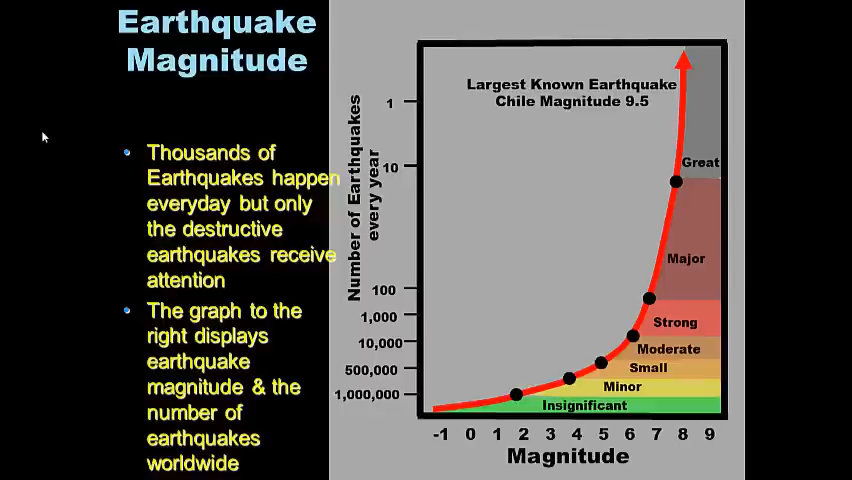 Earthquake
Magnitude
Thousands of
Earthquakes happen
everyday but only
the destructive
earthquakes receive
attention
The graph to the
right displays
earthquake
magnitude & the
number of
earthquakes
worldwide
Number of Earthquakes
every year
Largest Known Earthquake
Chile Magnitude 9.5
1
10
100
1,000
10,000
500,000
1,000,000
Great
Major
Strong
Moderate
Small
Minor
Insignificant
-1 0 1 2 3 4 5 6 7 8 9
Magnitude